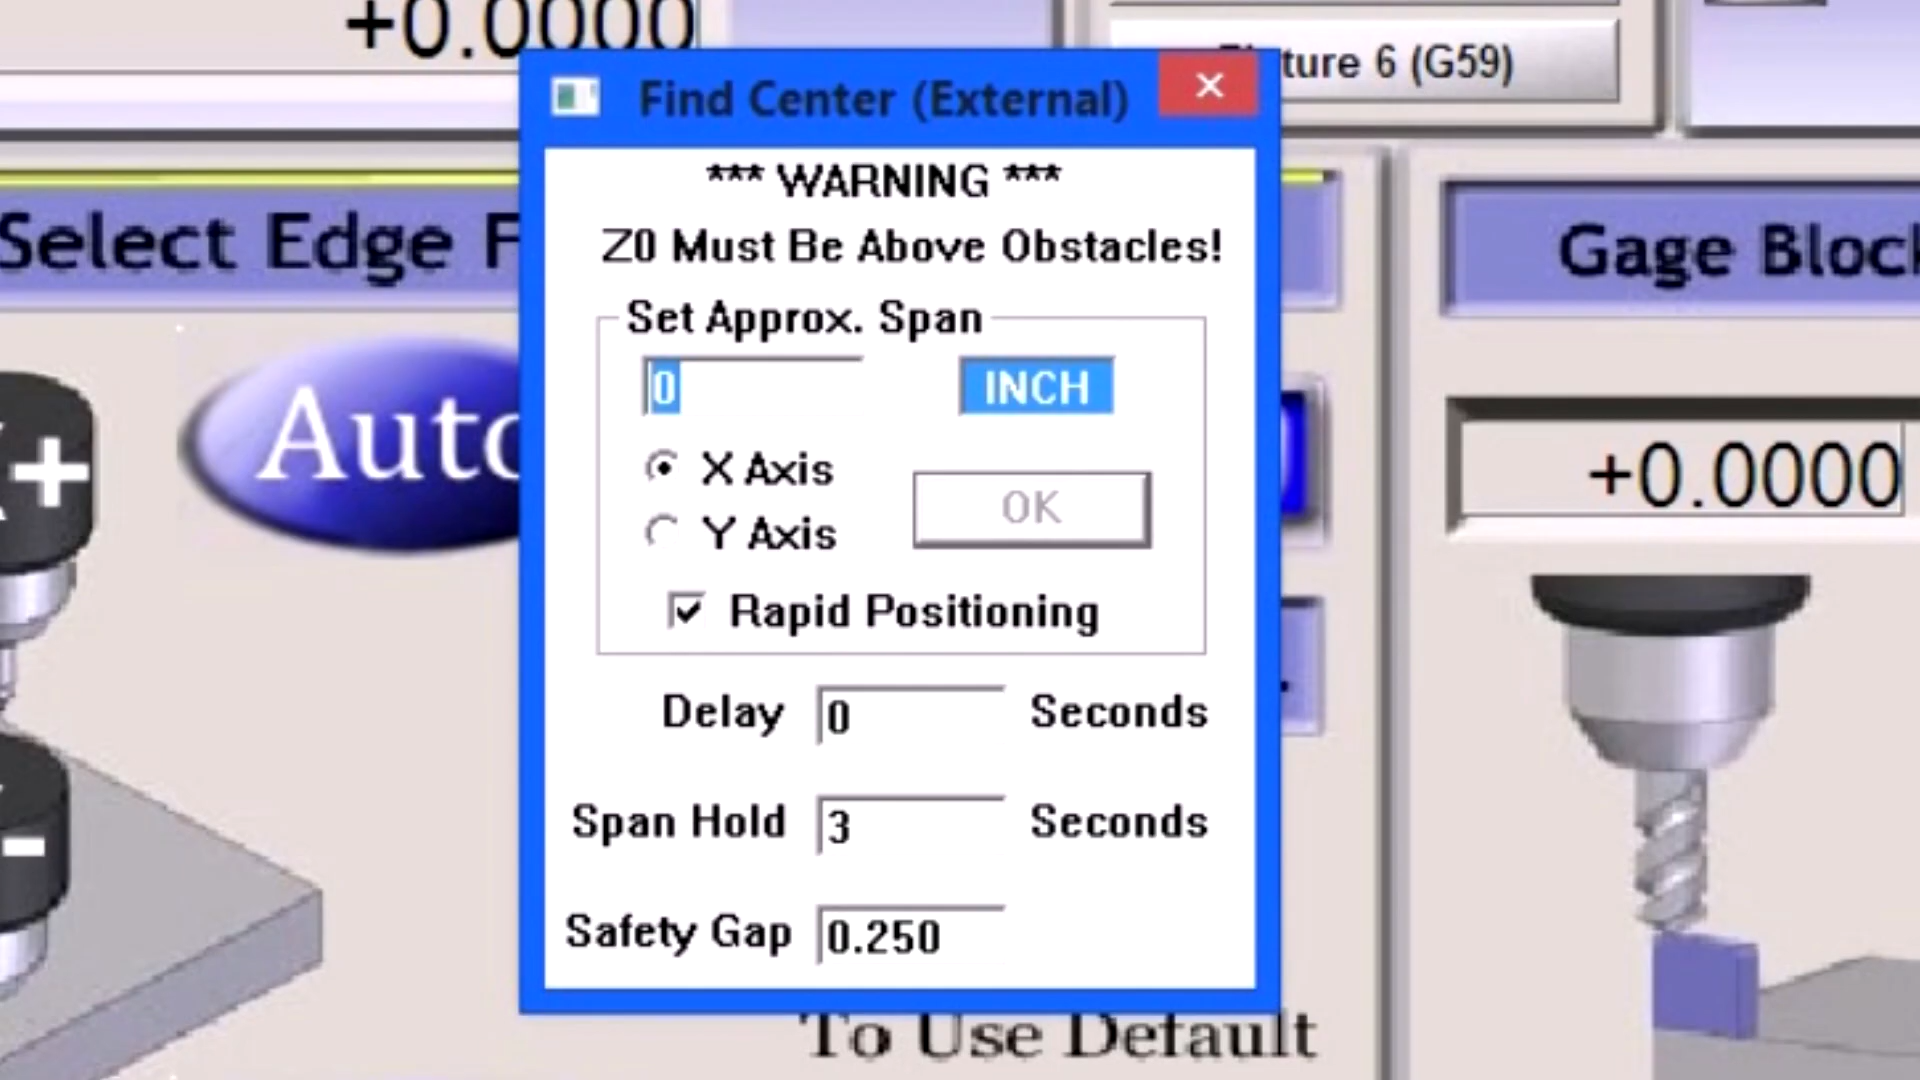 +0.0000
ture 6 (G59)
Find Center (External)
*** WARNING ***
Z0 Must Be Above Obstacles!
Select Edge F
Gage Block
Set Approx. Span
0 INCH
X Axis
Y Axis
OK
Rapid Positioning
Auto
X+
+0.0000
Delay 0 Seconds
Span Hold 3 Seconds
-
Safety Gap 0.250
To Use Default